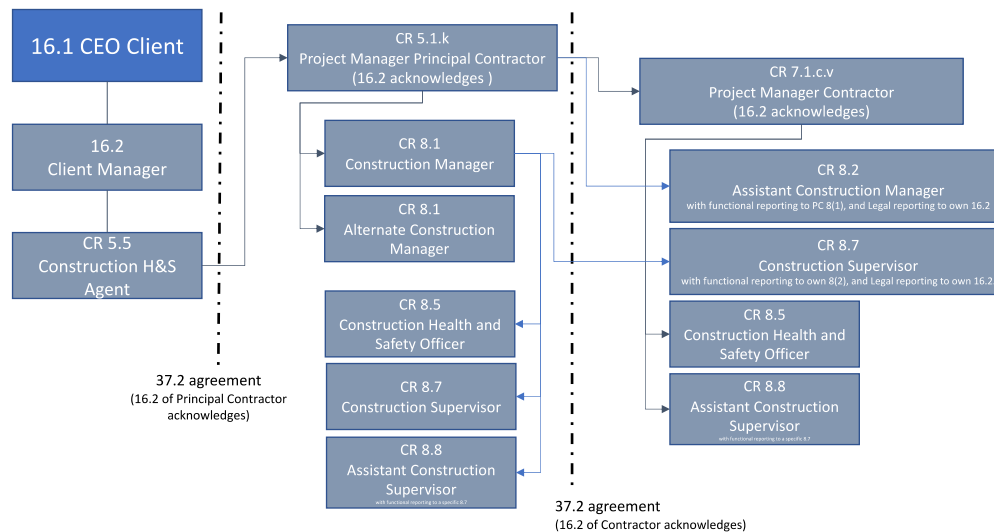 16.1 CEO Client
16.2
Client Manager
CR 5.5
Construction H&S
Agent
37.2 agreement
(16.2 of Principal Contractor
acknowledges)
CR 5.1.k
Project Manager Principal Contractor
(16.2 acknowledges )
CR 8.1
Construction Manager
CR 8.1
Alternate Construction
Manager
CR 8.5
Construction Health and
Safety Officer
CR 8.7
Construction Supervisor
CR 8.8
Assistant Construction
Supervisor
with functional reporting to a specific 8.7
37.2 agreement
(16.2 of Contractor acknowledges)
CR 7.1.c.v
Project Manager Contractor
(16.2 acknowledges)
CR 8.2
Assistant Construction Manager
with functional reporting to PC 8(1), and Legal reporting to own 16.2
CR 8.7
Construction Supervisor
with functional reporting to own 8(2), and Legal reporting to own 16.2
CR 8.5
Construction Health and
Safety Officer
CR 8.8
Assistant Construction
Supervisor
with functional reporting to a specific 8.7